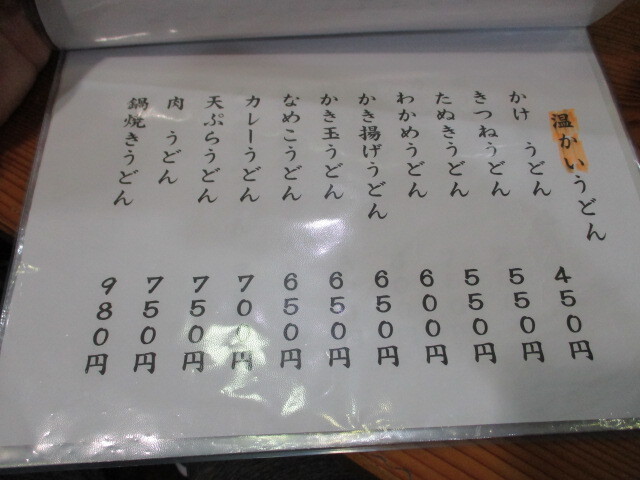 温かいうどん
かけ うどん 450円
きつねうどん 550円
たぬきうどん 550円
わかめうどん 600円
かき揚げうどん 650円
かき玉うどん 650円
なめこうどん 650円
カレーうどん 700円
天ぷらうどん 750円
肉 うどん 750円
鍋焼きうどん 980円